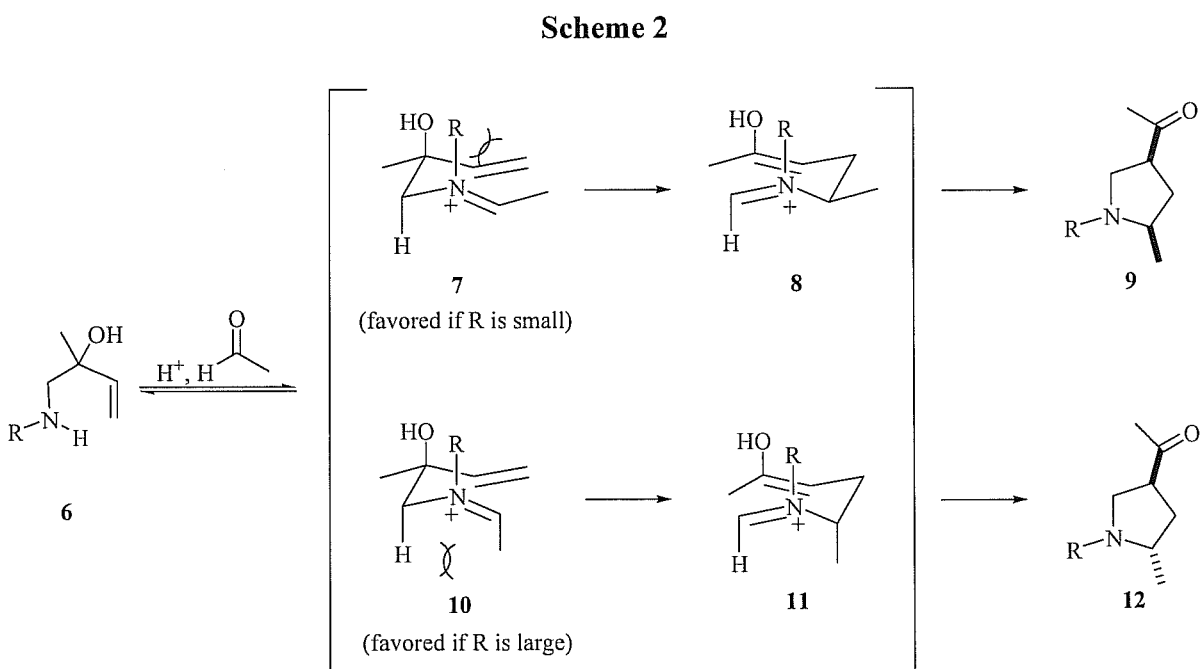 Scheme 2
HO
R
N
+
H
7
(favored if R is small)
HO
R
N
+
H
8
O
N
R
9
OH
N
H
R
6
O
H⁺, H
HO
R
N
+
H
10
(favored if R is large)
HO
R
N
+
H
11
O
N
R
12